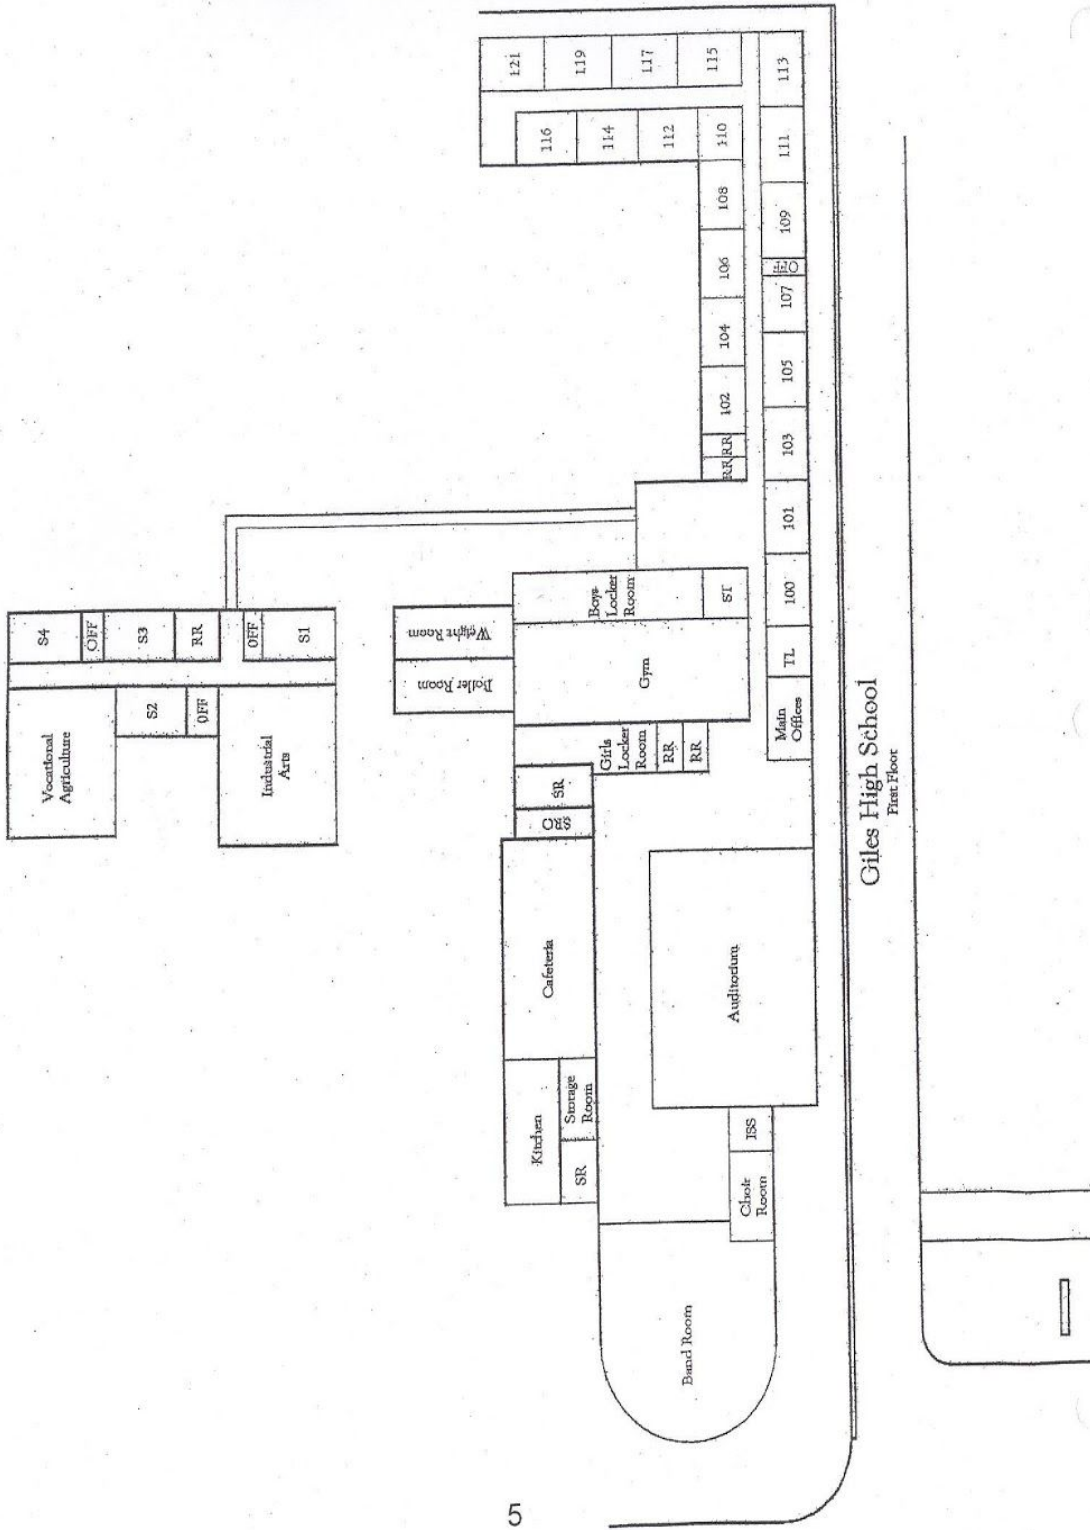 S4
OFF
S3
RR
OFF
S1
Vocational
Agriculture
S2
OFF
Industrial
Arts
121
119
117
115
113
116
114
112
110
111
108
109
106
107
104
105
102
103
RR
RR
101
100
TL
Main
Offices
Weight Room
Boiler Room
Boys
Locker
Room
ST
Gym
Girls
Locker
Room
RR
RR
SR
SRO
Cafeteria
Kitchen
Storage
Room
SR
Auditorium
ISS
Choir
Room
Band Room
Giles High School
First Floor
5